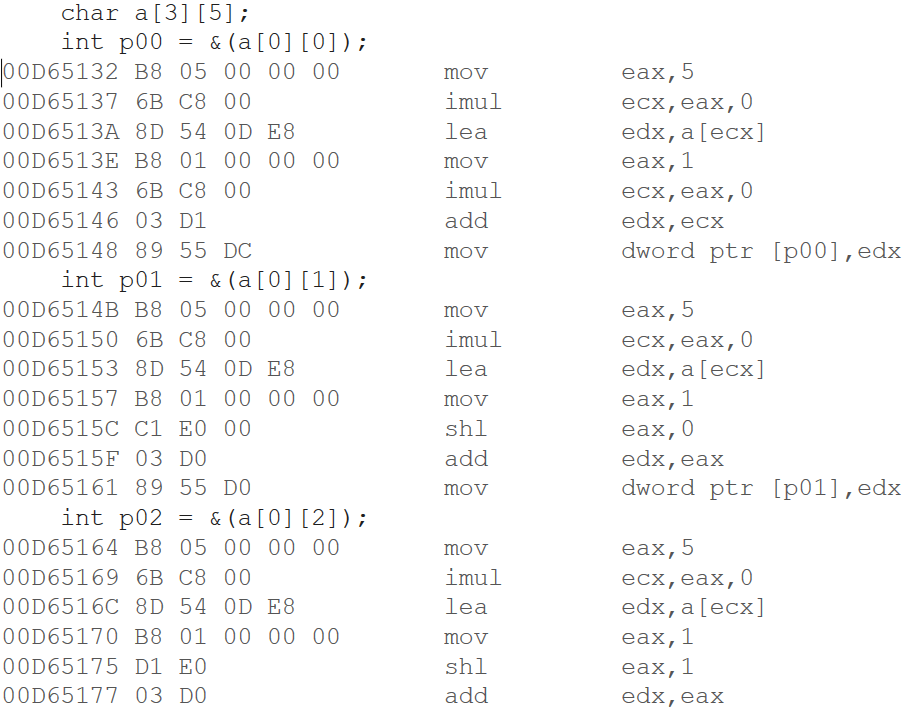 char a[3][5];
    int p00 = &(a[0][0]);
00D65132 B8 05 00 00 00       mov         eax,5
00D65137 6B C8 00             imul        ecx,eax,0
00D6513A 8D 54 0D E8          lea         edx,a[ecx]
00D6513E B8 01 00 00 00       mov         eax,1
00D65143 6B C8 00             imul        ecx,eax,0
00D65146 03 D1                add         edx,ecx
00D65148 89 55 DC             mov         dword ptr [p00],edx
    int p01 = &(a[0][1]);
00D6514B B8 05 00 00 00       mov         eax,5
00D65150 6B C8 00             imul        ecx,eax,0
00D65153 8D 54 0D E8          lea         edx,a[ecx]
00D65157 B8 01 00 00 00       mov         eax,1
00D6515C C1 E0 00             shl         eax,0
00D6515F 03 D0                add         edx,eax
00D65161 89 55 D0             mov         dword ptr [p01],edx
    int p02 = &(a[0][2]);
00D65164 B8 05 00 00 00       mov         eax,5
00D65169 6B C8 00             imul        ecx,eax,0
00D6516C 8D 54 0D E8          lea         edx,a[ecx]
00D65170 B8 01 00 00 00       mov         eax,1
00D65175 D1 E0                shl         eax,1
00D65177 03 D0                add         edx,eax